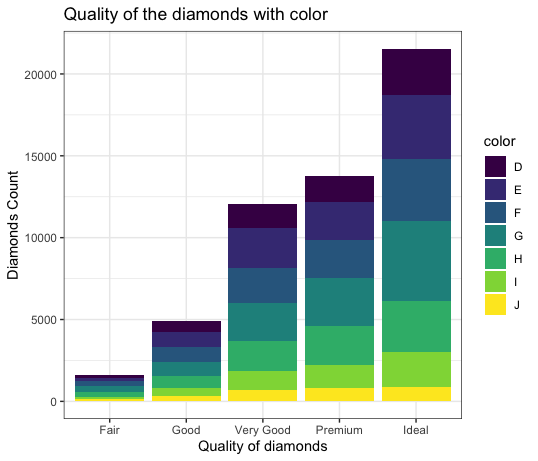 Quality of the diamonds with color
Diamonds Count
20000
15000
10000
5000
0
Fair Good Very Good Premium Ideal
Quality of diamonds
color
D
E
F
G
H
I
J